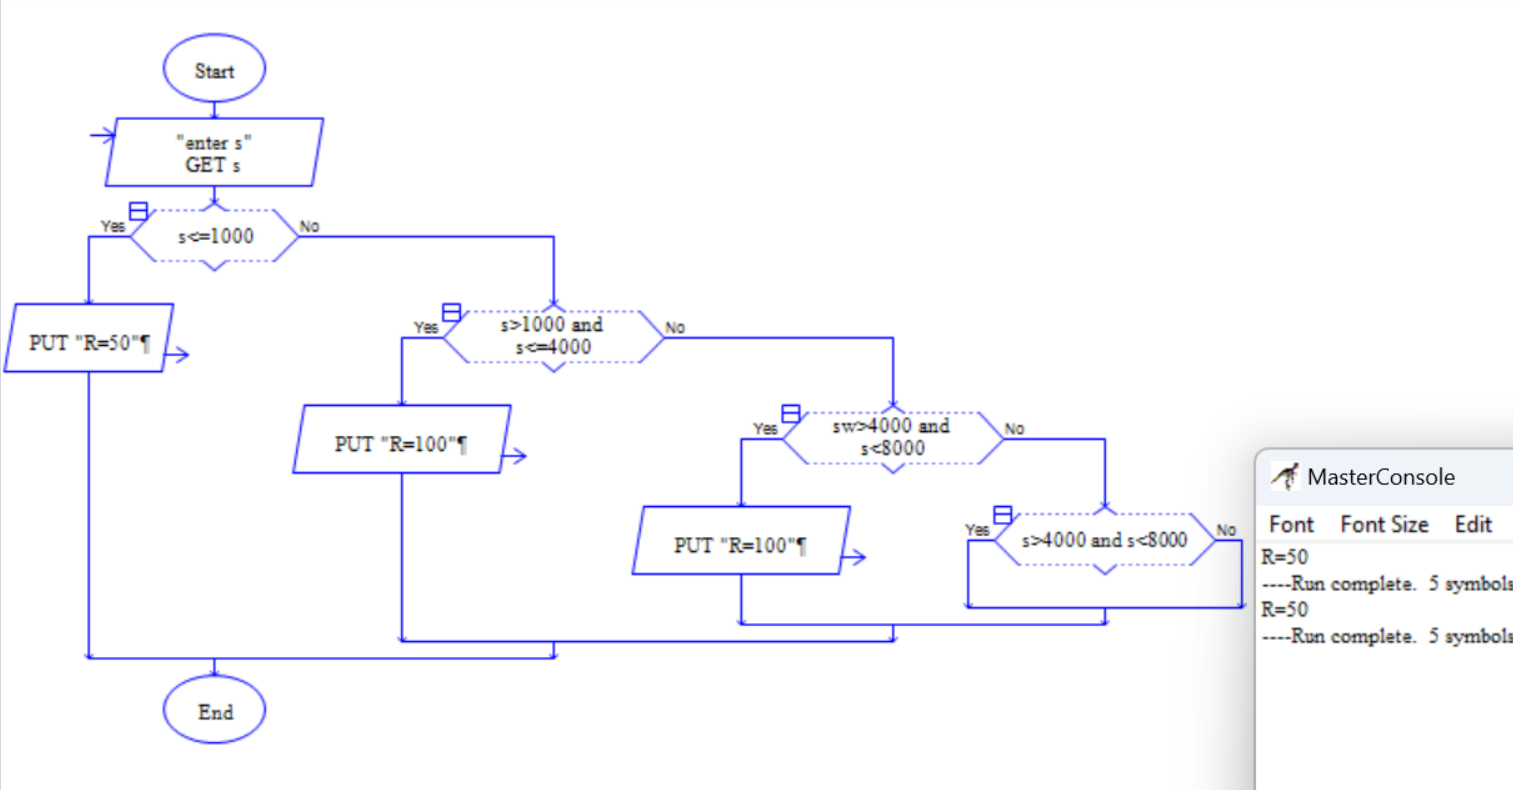 Start
"enter s"
GET s
Yes
No
s<=1000
PUT "R=50"¶
Yes
No
s>1000 and
s<=4000
PUT "R=100"¶
Yes
No
sw>4000 and
s<8000
PUT "R=100"¶
Yes
No
s>4000 and s<8000
End
MasterConsole
Font Font Size Edit
R=50
----Run complete. 5 symbols
R=50
----Run complete. 5 symbols